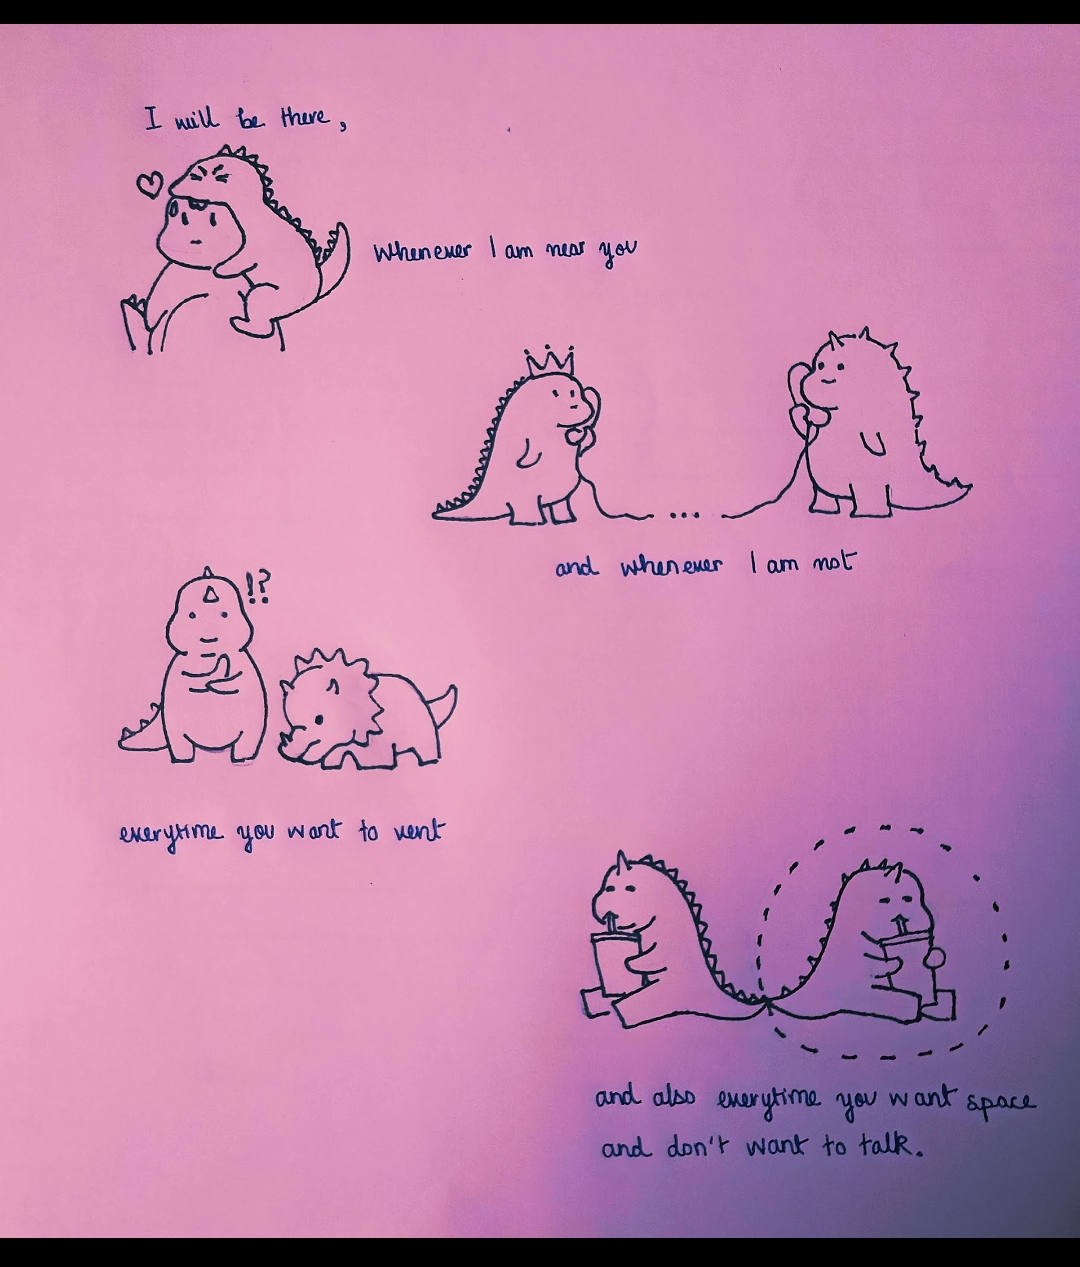 I will be there,
Whenever I am near you
and whenever I am not
!?
everytime you want to vent
and also everytime you want space
and don't want to talk.